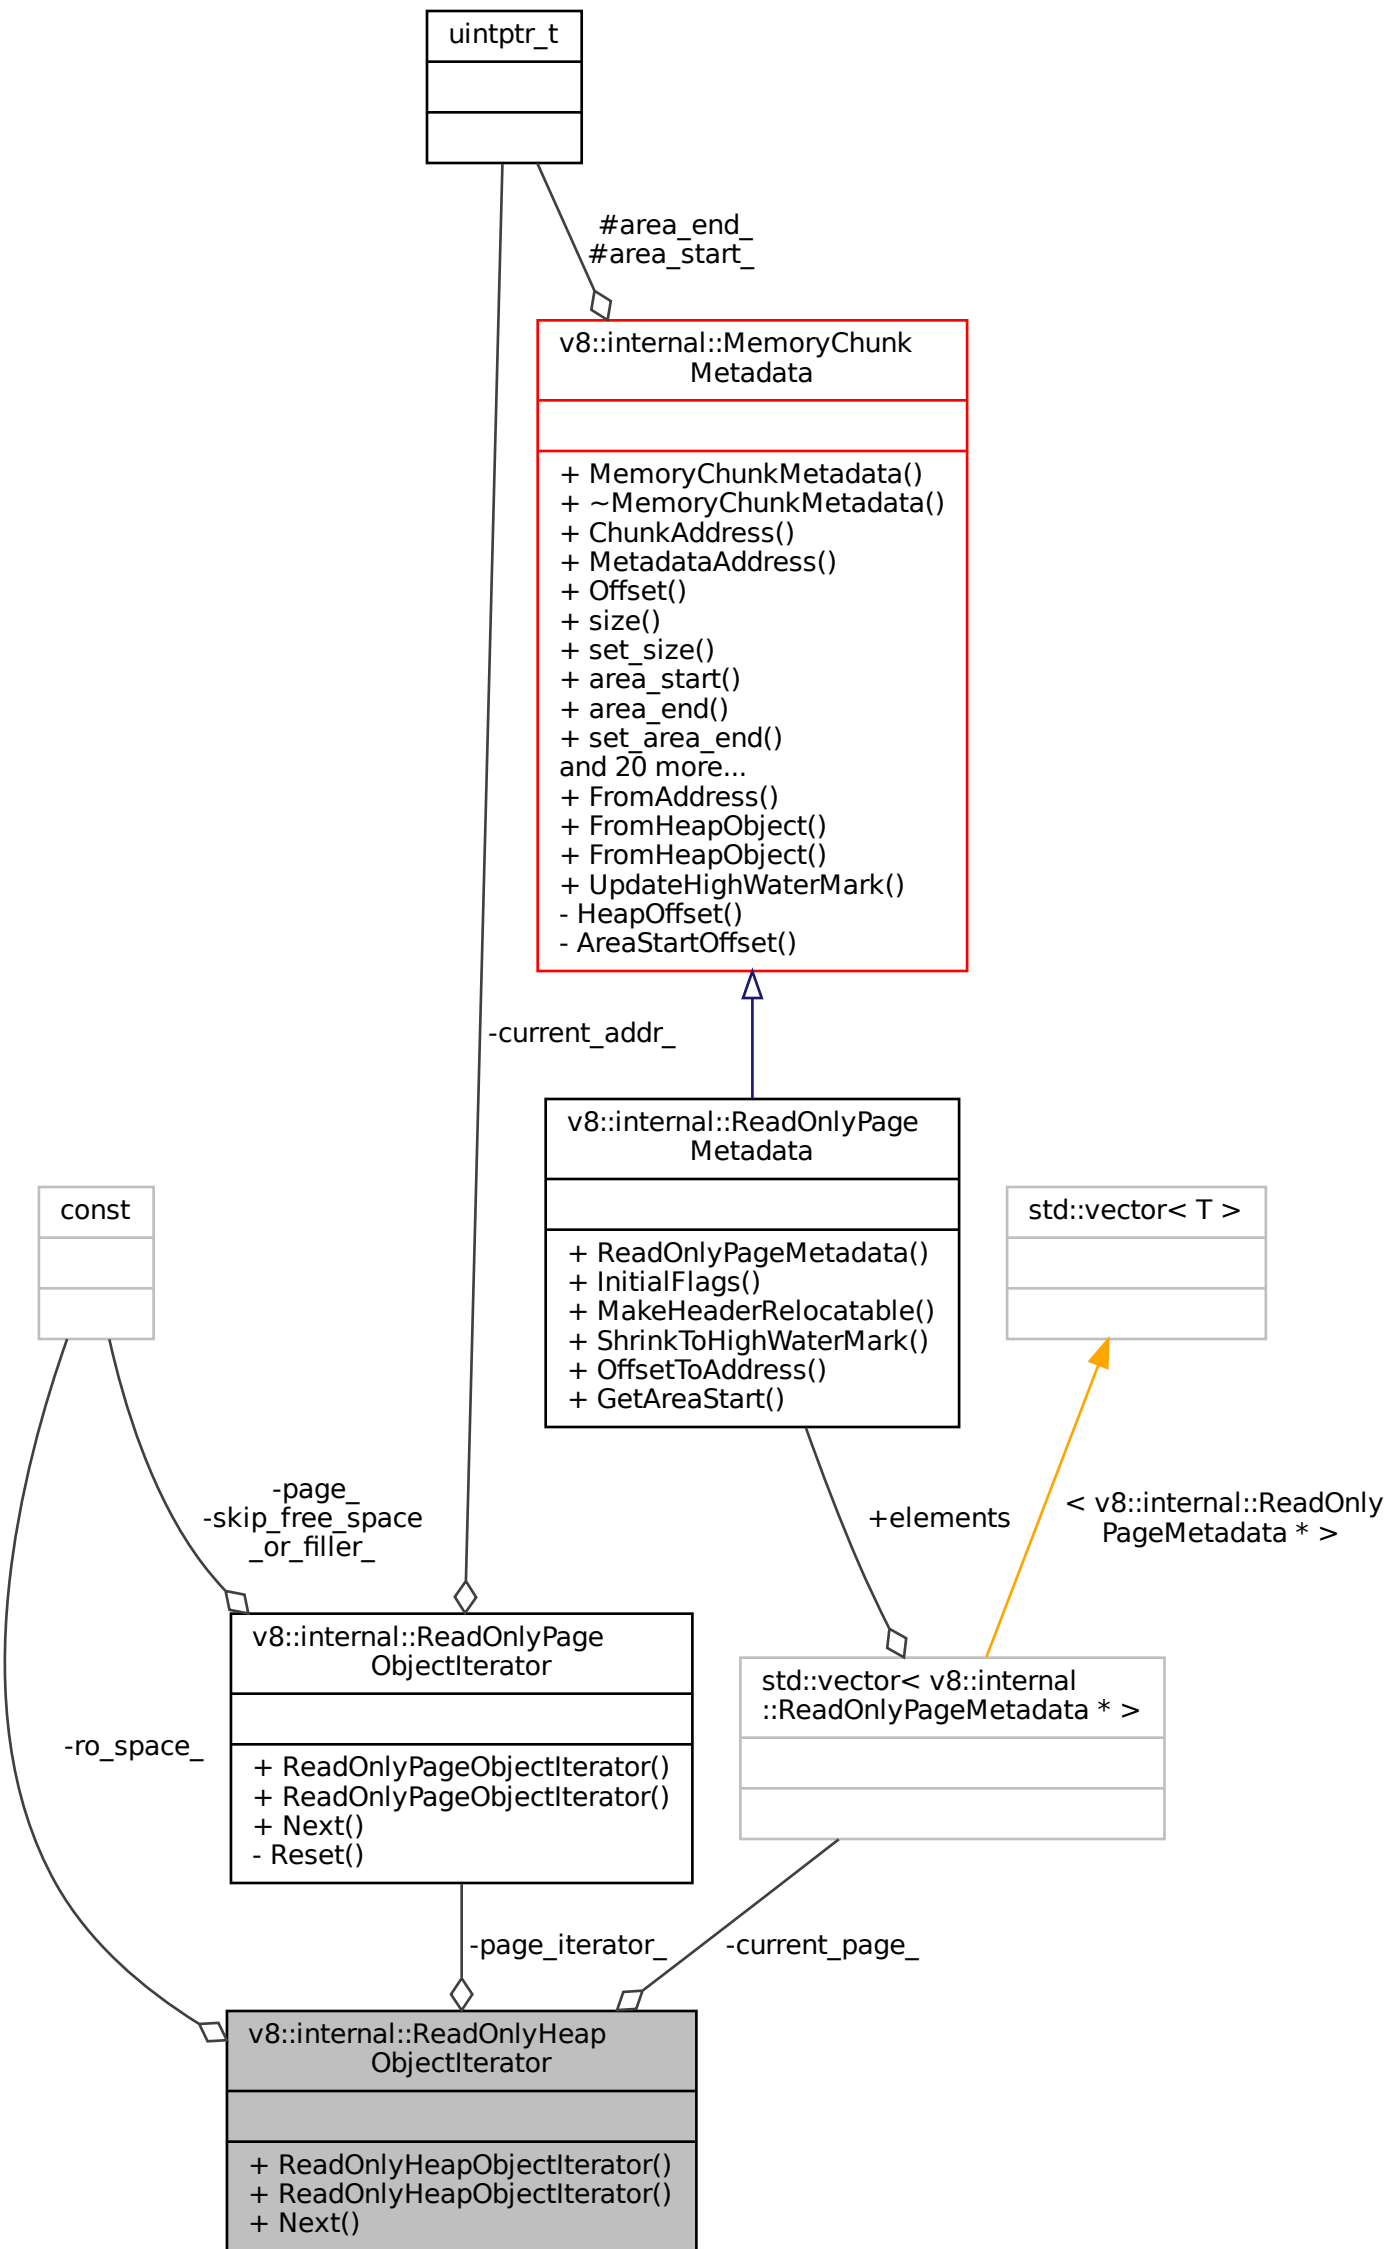 uintptr_t
#area_end_
#area_start_
v8::internal::MemoryChunk
Metadata
+ MemoryChunkMetadata()
+ ~MemoryChunkMetadata()
+ ChunkAddress()
+ MetadataAddress()
+ Offset()
+ size()
+ set_size()
+ area_start()
+ area_end()
+ set_area_end()
and 20 more...
+ FromAddress()
+ FromHeapObject()
+ FromHeapObject()
+ UpdateHighWaterMark()
- HeapOffset()
- AreaStartOffset()
-current_addr_
v8::internal::ReadOnlyPage
Metadata
+ ReadOnlyPageMetadata()
+ InitialFlags()
+ MakeHeaderRelocatable()
+ ShrinkToHighWaterMark()
+ OffsetToAddress()
+ GetAreaStart()
const
std::vector< T >
-page_
-skip_free_space
_or_filler_
+elements
< v8::internal::ReadOnly
PageMetadata * >
v8::internal::ReadOnlyPage
ObjectIterator
+ ReadOnlyPageObjectIterator()
+ ReadOnlyPageObjectIterator()
+ Next()
- Reset()
std::vector< v8::internal
::ReadOnlyPageMetadata * >
-ro_space_
-page_iterator_
-current_page_
v8::internal::ReadOnlyHeap
ObjectIterator
+ ReadOnlyHeapObjectIterator()
+ ReadOnlyHeapObjectIterator()
+ Next()